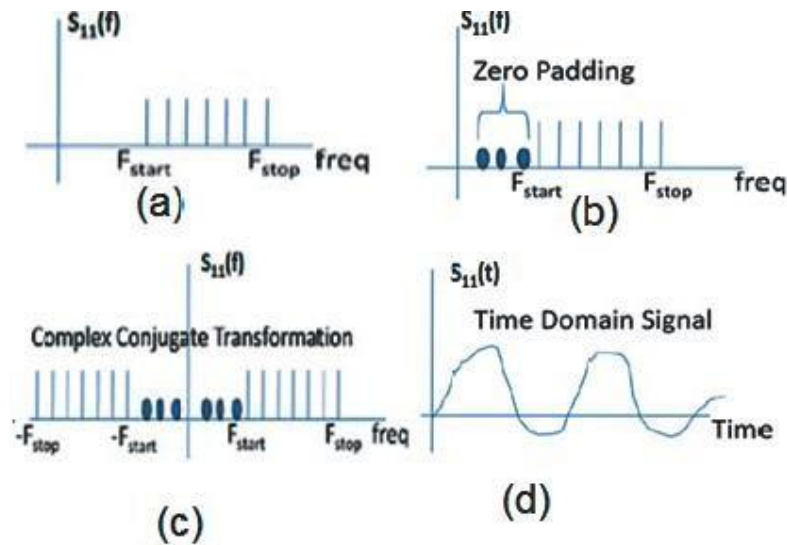 S11(f)
Fstart
Fstop
freq
(a)
S11(f)
Zero Padding
Fstart
Fstop
freq
(b)
S11(f)
Complex Conjugate Transformation
-Fstop
-Fstart
Fstart
Fstop
freq
(c)
S11(t)
Time Domain Signal
Time
(d)